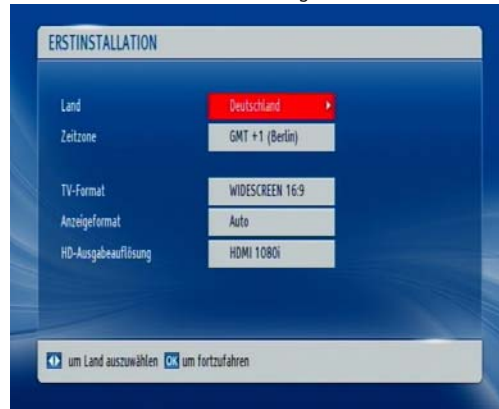 ERSTINSTALLATION
Land Deutschland
Zeitzone GMT +1 (Berlin)
TV-Format WIDESCREEN 16:9
Anzeigeformat Auto
HD-Ausgabeauflösung HDMI 1080i
um Land auszuwählen OK um fortzufahren